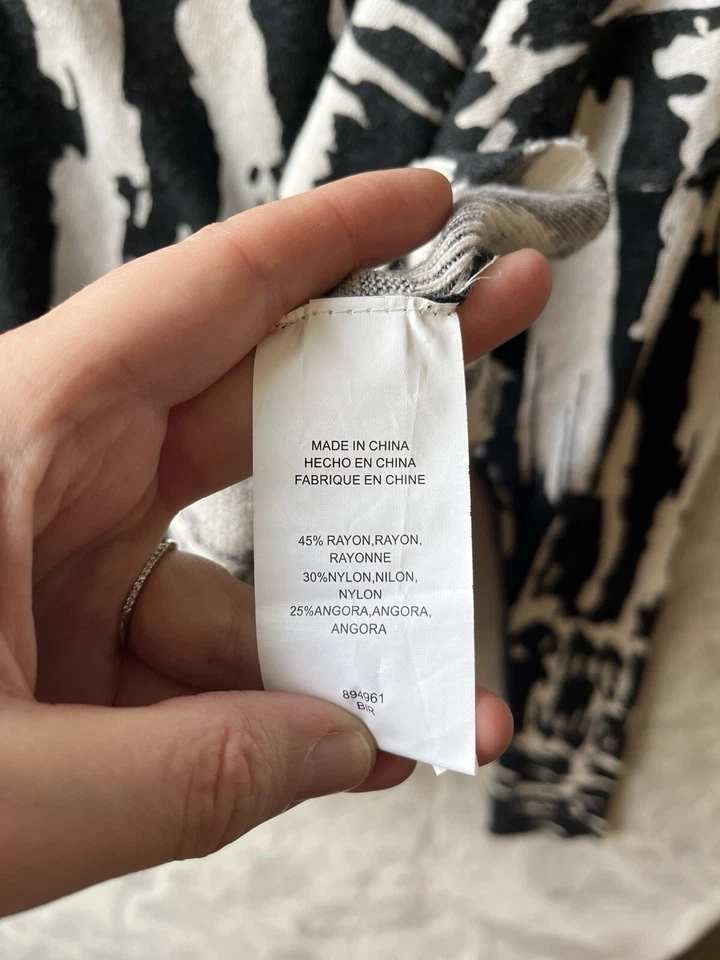 MADE IN CHINA
HECHO EN CHINA
FABRIQUE EN CHINE
45% RAYON,RAYON,
RAYONNE
30%NYLON,NILON,
NYLON
25%ANGORA,ANGORA,
ANGORA
894961
BIR